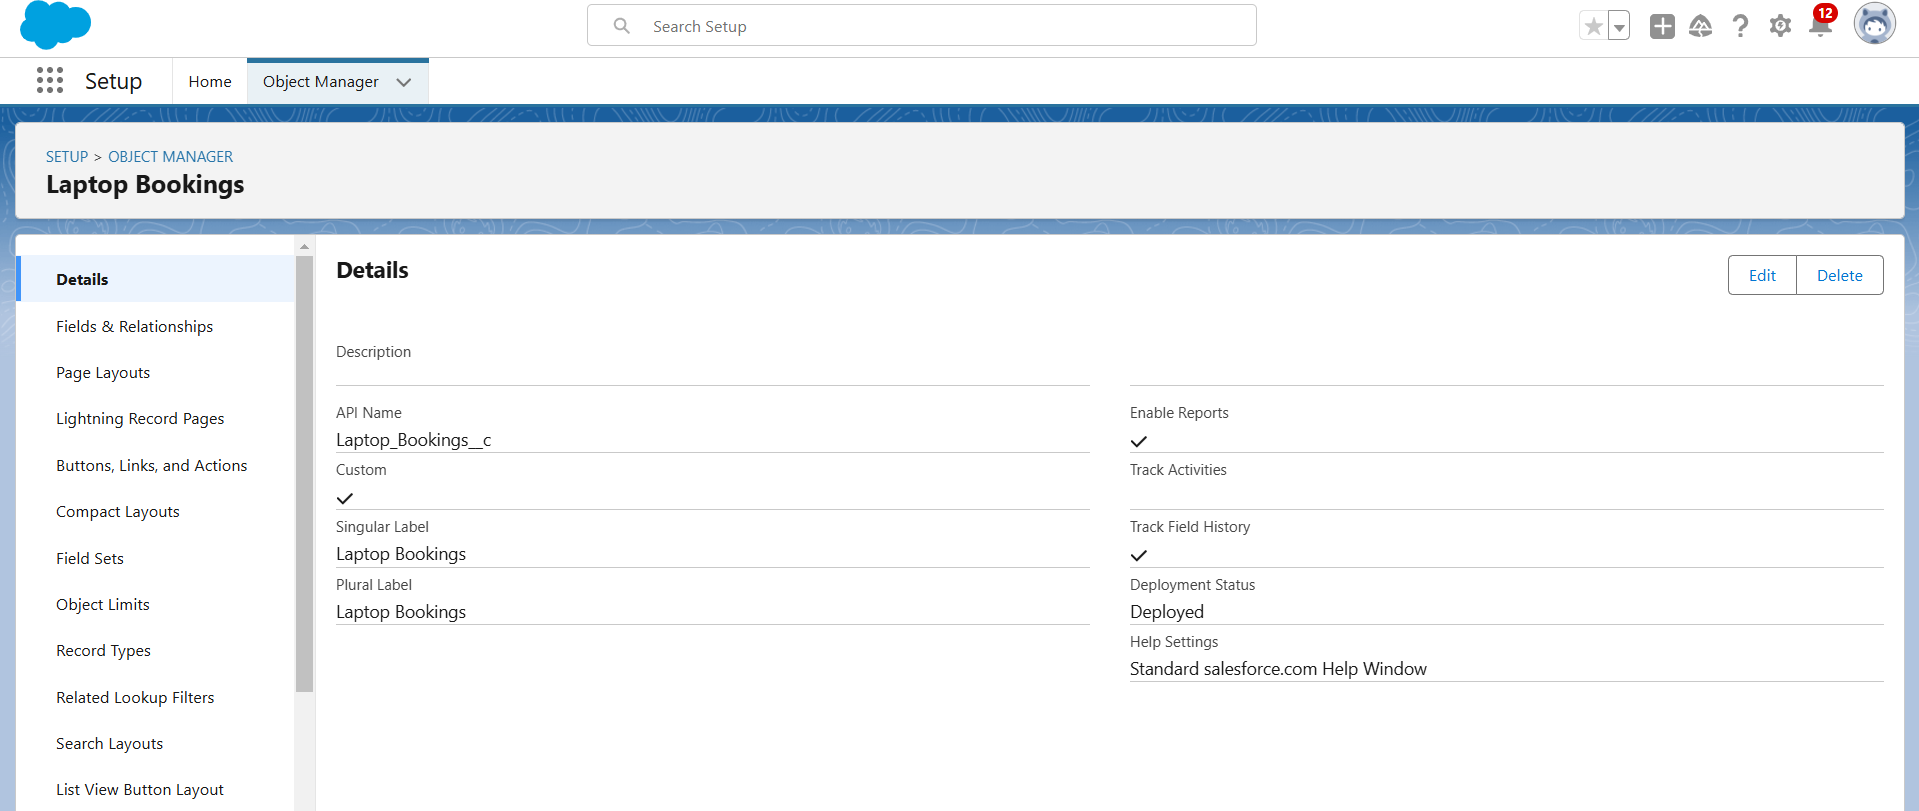 Search Setup
12
Setup
Home
Object Manager
SETUP > OBJECT MANAGER
Laptop Bookings
Details
Fields & Relationships
Page Layouts
Lightning Record Pages
Buttons, Links, and Actions
Compact Layouts
Field Sets
Object Limits
Record Types
Related Lookup Filters
Search Layouts
List View Button Layout
Details
Edit
Delete
Description
API Name
Laptop_Bookings__c
Custom
Singular Label
Laptop Bookings
Plural Label
Laptop Bookings
Enable Reports
Track Activities
Track Field History
Deployment Status
Deployed
Help Settings
Standard salesforce.com Help Window